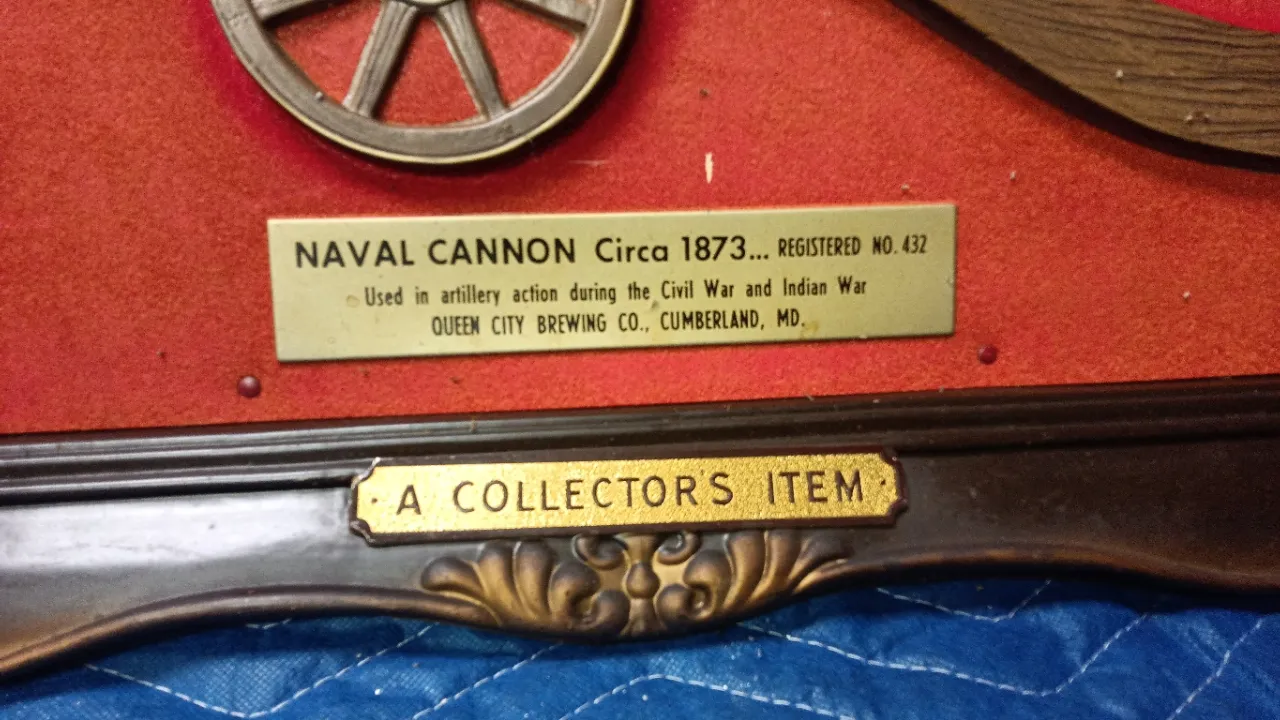 NAVAL CANNON Circa 1873... REGISTERED NO. 432
Used in artillery action during the Civil War and Indian War
QUEEN CITY BREWING CO., CUMBERLAND, MD.
· A COLLECTOR'S ITEM ·